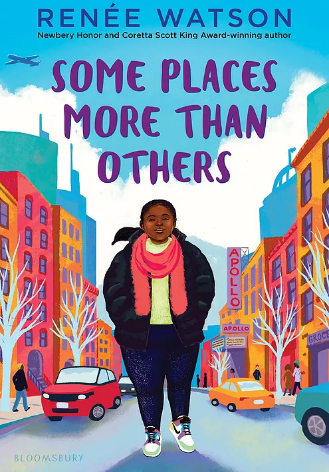 RENÉE WATSON
Newbery Honor and Coretta Scott King Award-winning author
SOME PLACES
MORE THAN
OTHERS
APOLLO
APOLLO
BLOOMSBURY